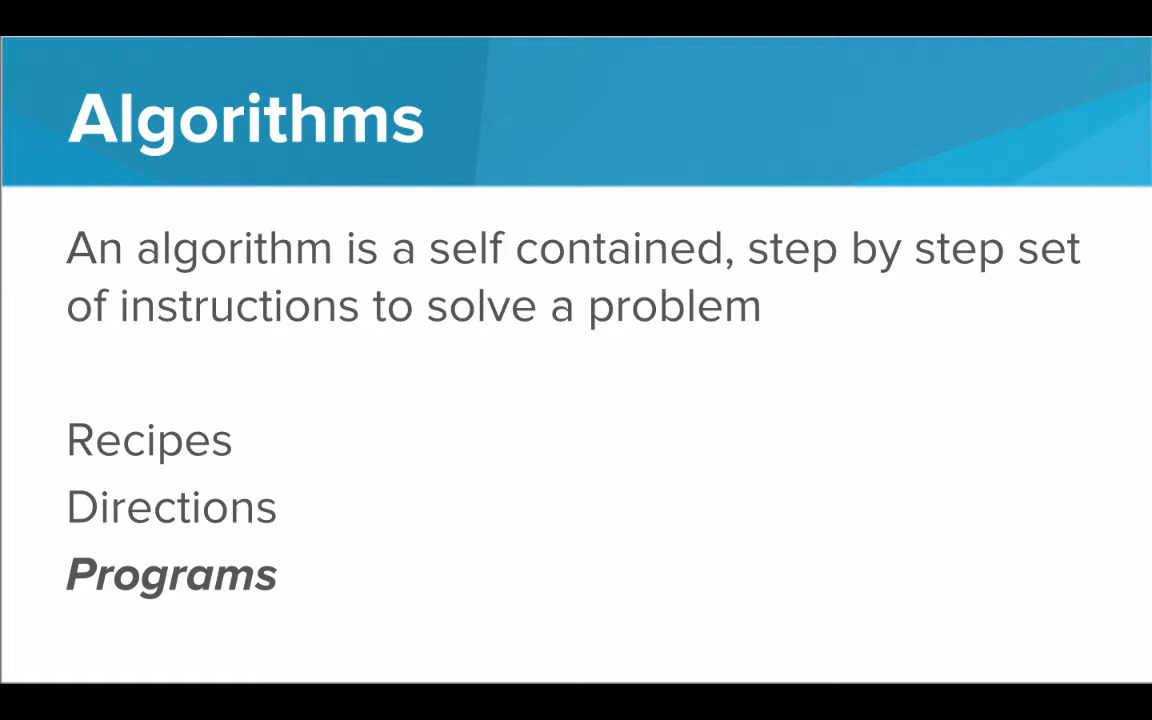 Algorithms
An algorithm is a self contained, step by step set
of instructions to solve a problem
Recipes
Directions
Programs